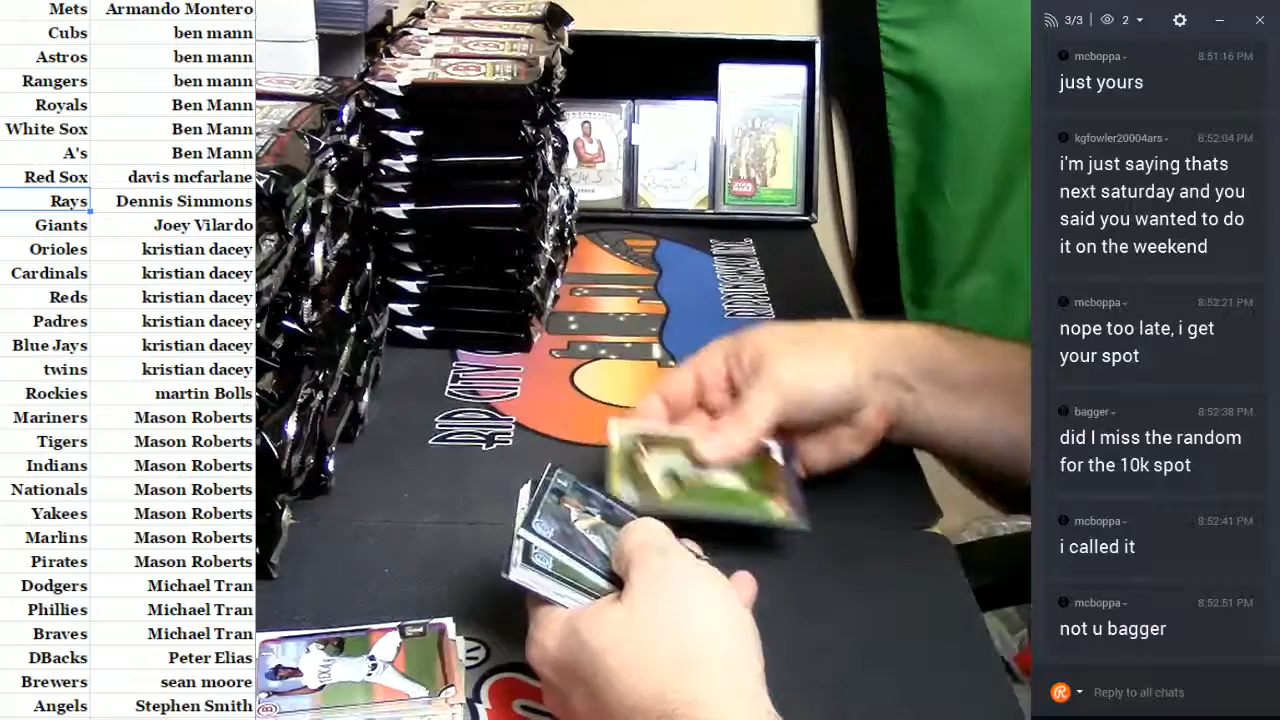 Mets Armando Montero
Cubs ben mann
Astros ben mann
Rangers ben mann
Royals Ben Mann
White Sox Ben Mann
A's Ben Mann
Red Sox davis mcfarlane
Rays Dennis Simmons
Giants Joey Vilardo
Orioles kristian dacey
Cardinals kristian dacey
Reds kristian dacey
Padres kristian dacey
Blue Jays kristian dacey
twins kristian dacey
Rockies martin Bolls
Mariners Mason Roberts
Tigers Mason Roberts
Indians Mason Roberts
Nationals Mason Roberts
Yakees Mason Roberts
Marlins Mason Roberts
Pirates Mason Roberts
Dodgers Michael Tran
Phillies Michael Tran
Braves Michael Tran
DBacks Peter Elias
Brewers sean moore
Angels Stephen Smith
STAR WARS
RIP CITY
TEXAS
3/3 2
mcboppa 8:51:16 PM
just yours
kgfowler20004ars 8:52:04 PM
i'm just saying thats
next saturday and you
said you wanted to do
it on the weekend
mcboppa 8:52:21 PM
nope too late, i get
your spot
bagger 8:52:38 PM
did I miss the random
for the 10k spot
mcboppa 8:52:41 PM
i called it
mcboppa 8:52:51 PM
not u bagger
Reply to all chats